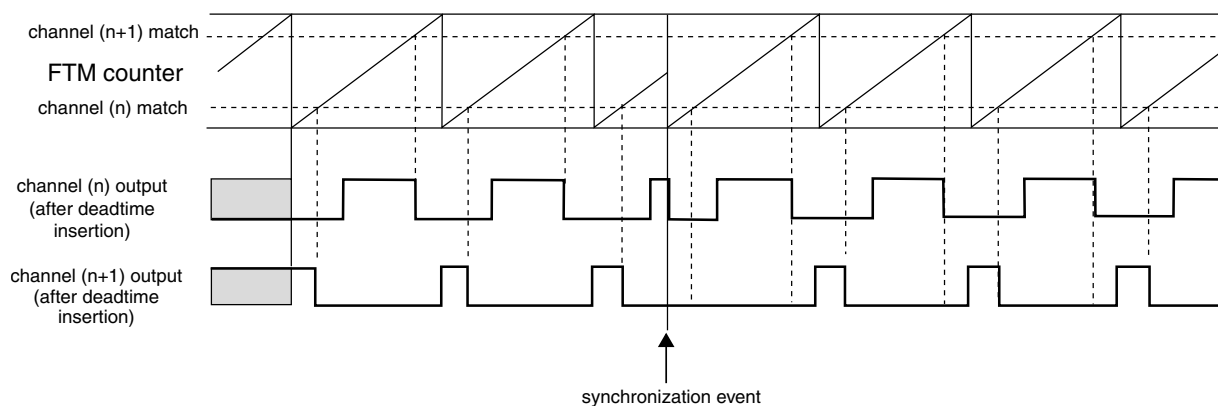 channel (n+1) match
FTM counter
channel (n) match
channel (n) output
(after deadtime
insertion)
channel (n+1) output
(after deadtime
insertion)
synchronization event